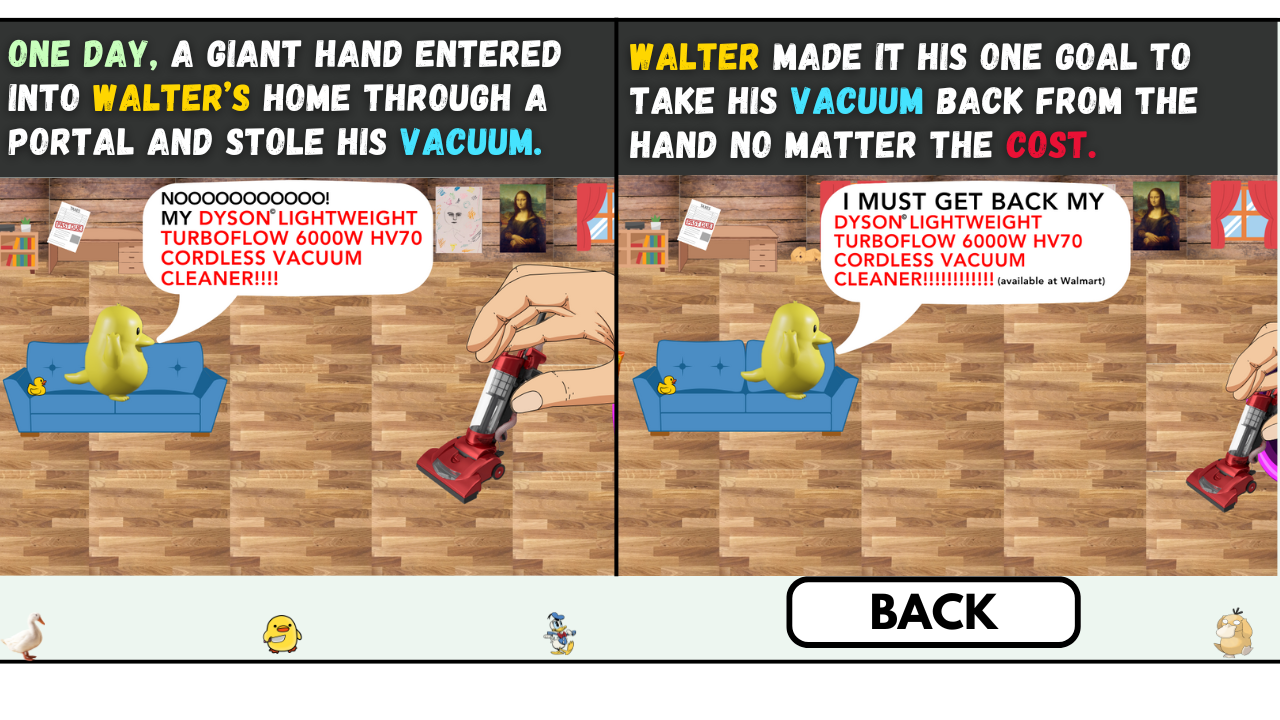 ONE DAY, A GIANT HAND ENTERED
INTO WALTER'S HOME THROUGH A
PORTAL AND STOLE HIS VACUUM.
NOOOOOOOOOOO!
MY DYSON© LIGHTWEIGHT
TURBOFLOW 6000W HV70
CORDLESS VACUUM
CLEANER!!!!
WALTER MADE IT HIS ONE GOAL TO
TAKE HIS VACUUM BACK FROM THE
HAND NO MATTER THE COST.
I MUST GET BACK MY
DYSON© LIGHTWEIGHT
TURBOFLOW 6000W HV70
CORDLESS VACUUM
CLEANER!!!!!!!!!!!! (available at Walmart)
BACK